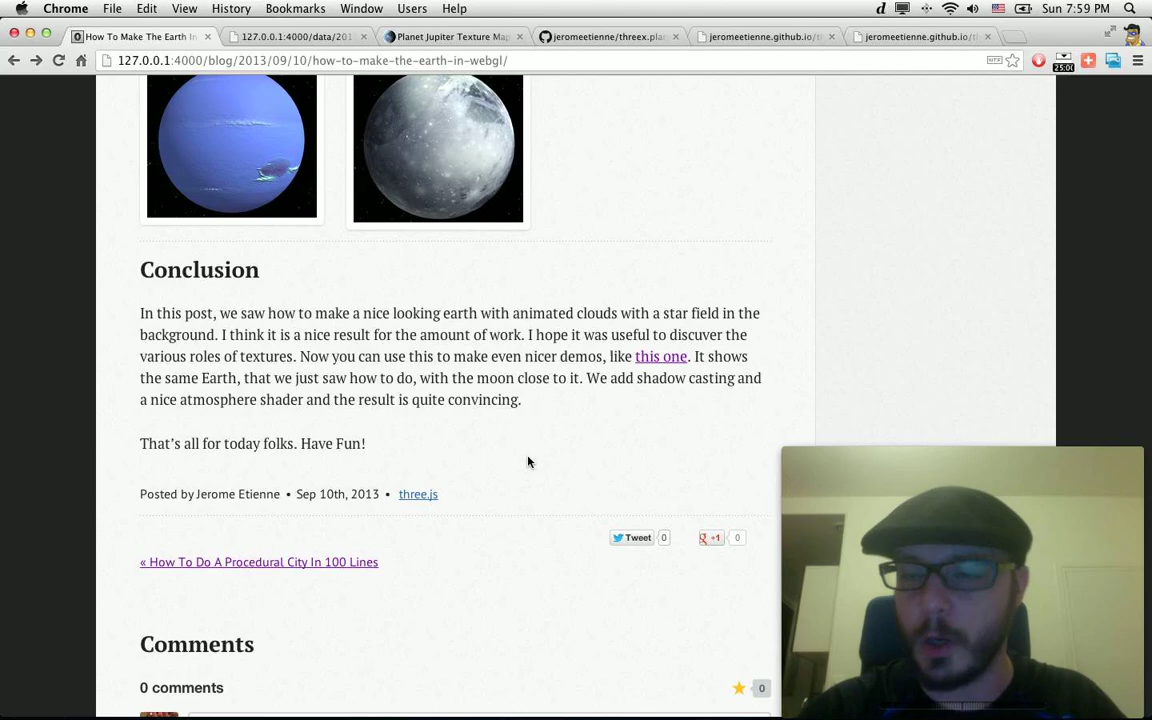 Chrome File Edit View History Bookmarks Window Users Help Sun 7:59 PM
How To Make The Earth In 127.0.0.1:4000/data/201 Planet Jupiter Texture Map jeromeetienne/threex.pla jeromeetienne.github.io/t jeromeetienne.github.io/t
127.0.0.1:4000/blog/2013/09/10/how-to-make-the-earth-in-webgl/
25:00
Conclusion
In this post, we saw how to make a nice looking earth with animated clouds with a star field in the
background. I think it is a nice result for the amount of work. I hope it was useful to discuver the
various roles of textures. Now you can use this to make even nicer demos, like this one. It shows
the same Earth, that we just saw how to do, with the moon close to it. We add shadow casting and
a nice atmosphere shader and the result is quite convincing.
That's all for today folks. Have Fun!
Posted by Jerome Etienne • Sep 10th, 2013 • three.js
Tweet 0 +1 0
« How To Do A Procedural City In 100 Lines
Comments
0 comments 0